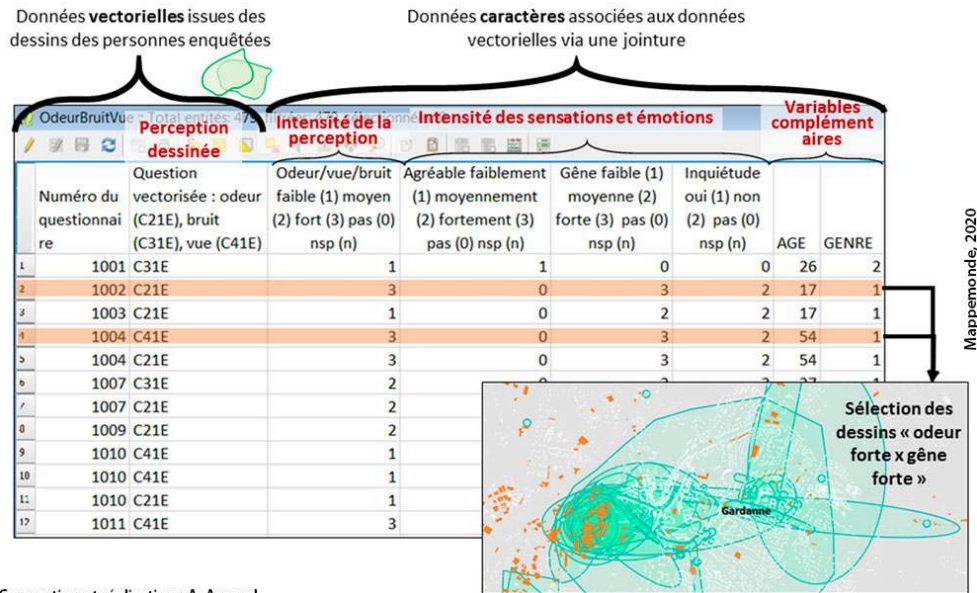 Données vectorielles issues des
dessins des personnes enquêtées
Données caractères associées aux données
vectorielles via une jointure
OdeurBruitVue
Perception
dessinée
Intensité de la
perception
Intensité des sensations et émotions
Variables
complément
aires
Numéro du
questionnai
re
Question
vectorisée : odeur
(C21E), bruit
(C31E), vue (C41E)
Odeur/vue/bruit
faible (1) moyen
(2) fort (3) pas (0)
nsp (n)
Agréable faiblement
(1) moyennement
(2) fortement (3)
pas (0) nsp (n)
Gêne faible (1)
moyenne (2)
forte (3) pas (0)
nsp (n)
Inquiétude
oui (1) non
(2) pas (0)
nsp (n)
AGE
GENRE
1 1001 C31E 1 1 0 0 26 2
2 1002 C21E 3 0 3 2 17 1
3 1003 C21E 1 0 2 2 17 1
4 1004 C41E 3 0 3 2 54 1
5 1004 C21E 3 0 3 2 54 1
6 1007 C31E 2
7 1007 C21E 2
8 1009 C21E 2
9 1010 C41E 1
10 1010 C41E 1
11 1010 C21E 1
12 1011 C41E 3
Sélection des
dessins « odeur
forte x gêne
forte »
Gardanne
Mappemonde, 2020